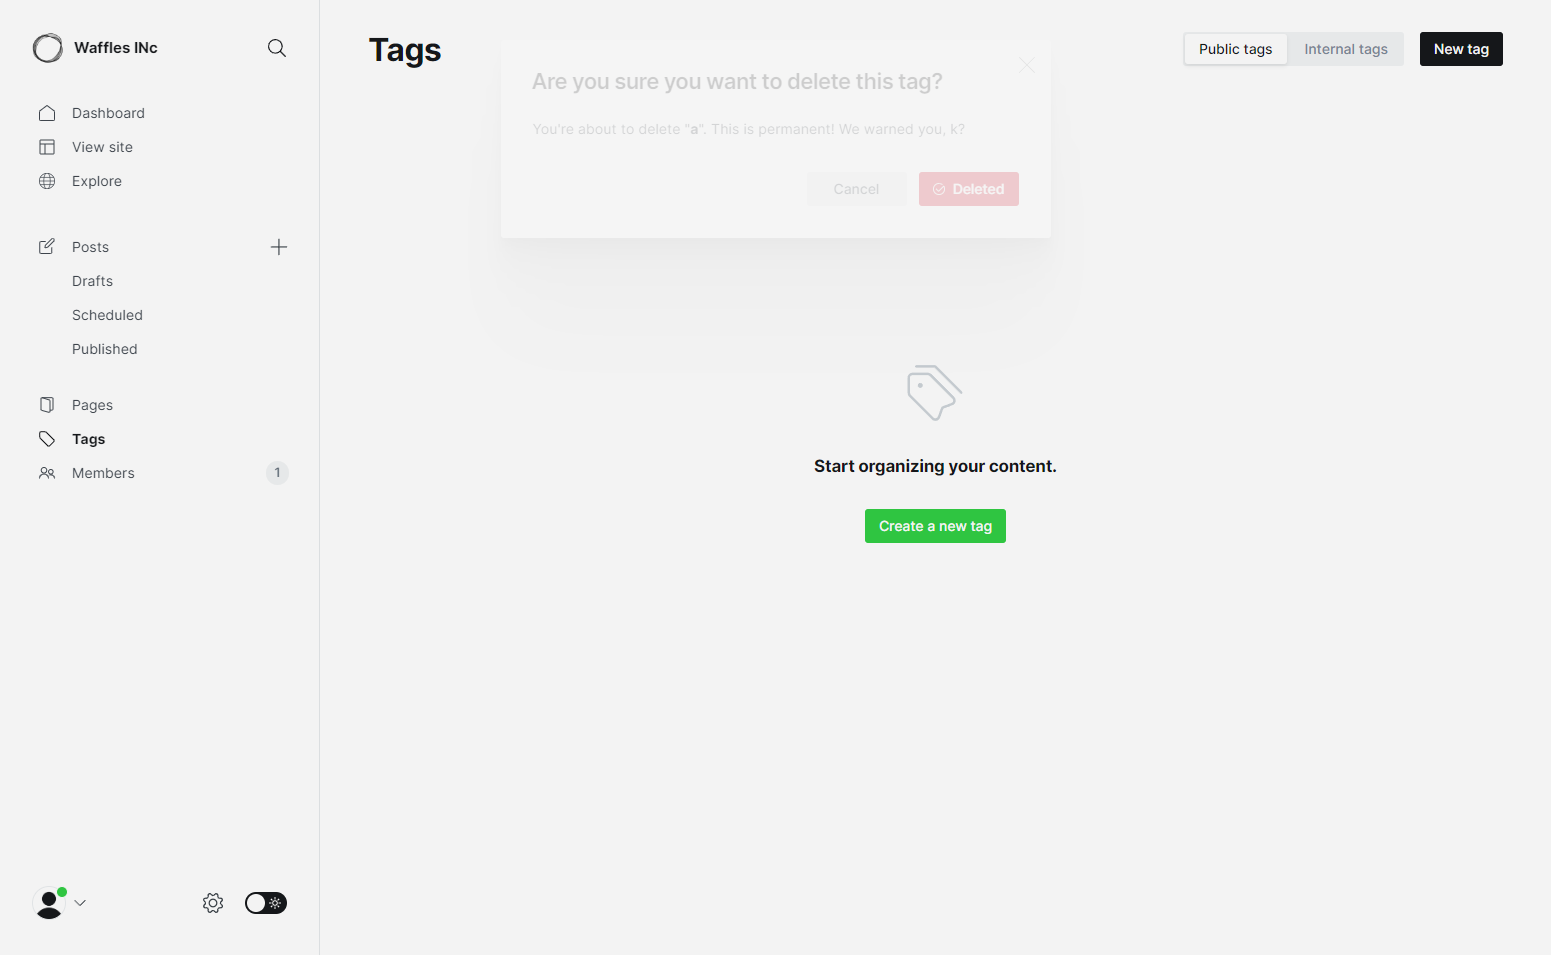 Waffles INc
Dashboard
View site
Explore
Posts
Drafts
Scheduled
Published
Pages
Tags
Members 1
Tags
Public tags Internal tags New tag
Are you sure you want to delete this tag?
You're about to delete "a". This is permanent! We warned you, k?
Cancel Deleted
Start organizing your content.
Create a new tag